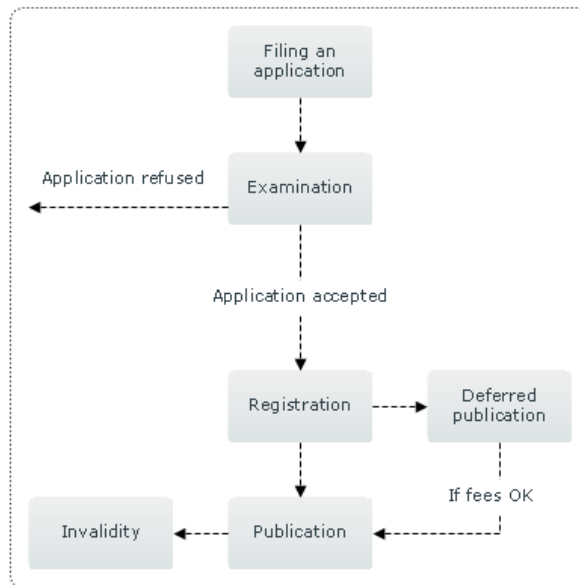 Filing an
application
Application refused
Examination
Application accepted
Registration
Deferred
publication
If fees OK
Invalidity
Publication